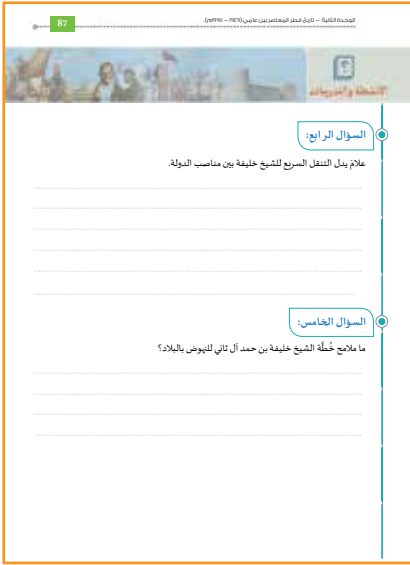 الوحدة الثانية – تاريخ قطر المعاصر بين عامي (١٩٤٩ – ١٩٩٥م).
87
الأنشطة والتدريبات
السؤال الرابع:
علامَ يدل التنقل السريع للشيخ خليفة بين مناصب الدولة.
السؤال الخامس:
ما ملامح خُطَّة الشيخ خليفة بن حمد آل ثاني للنهوض بالبلاد؟